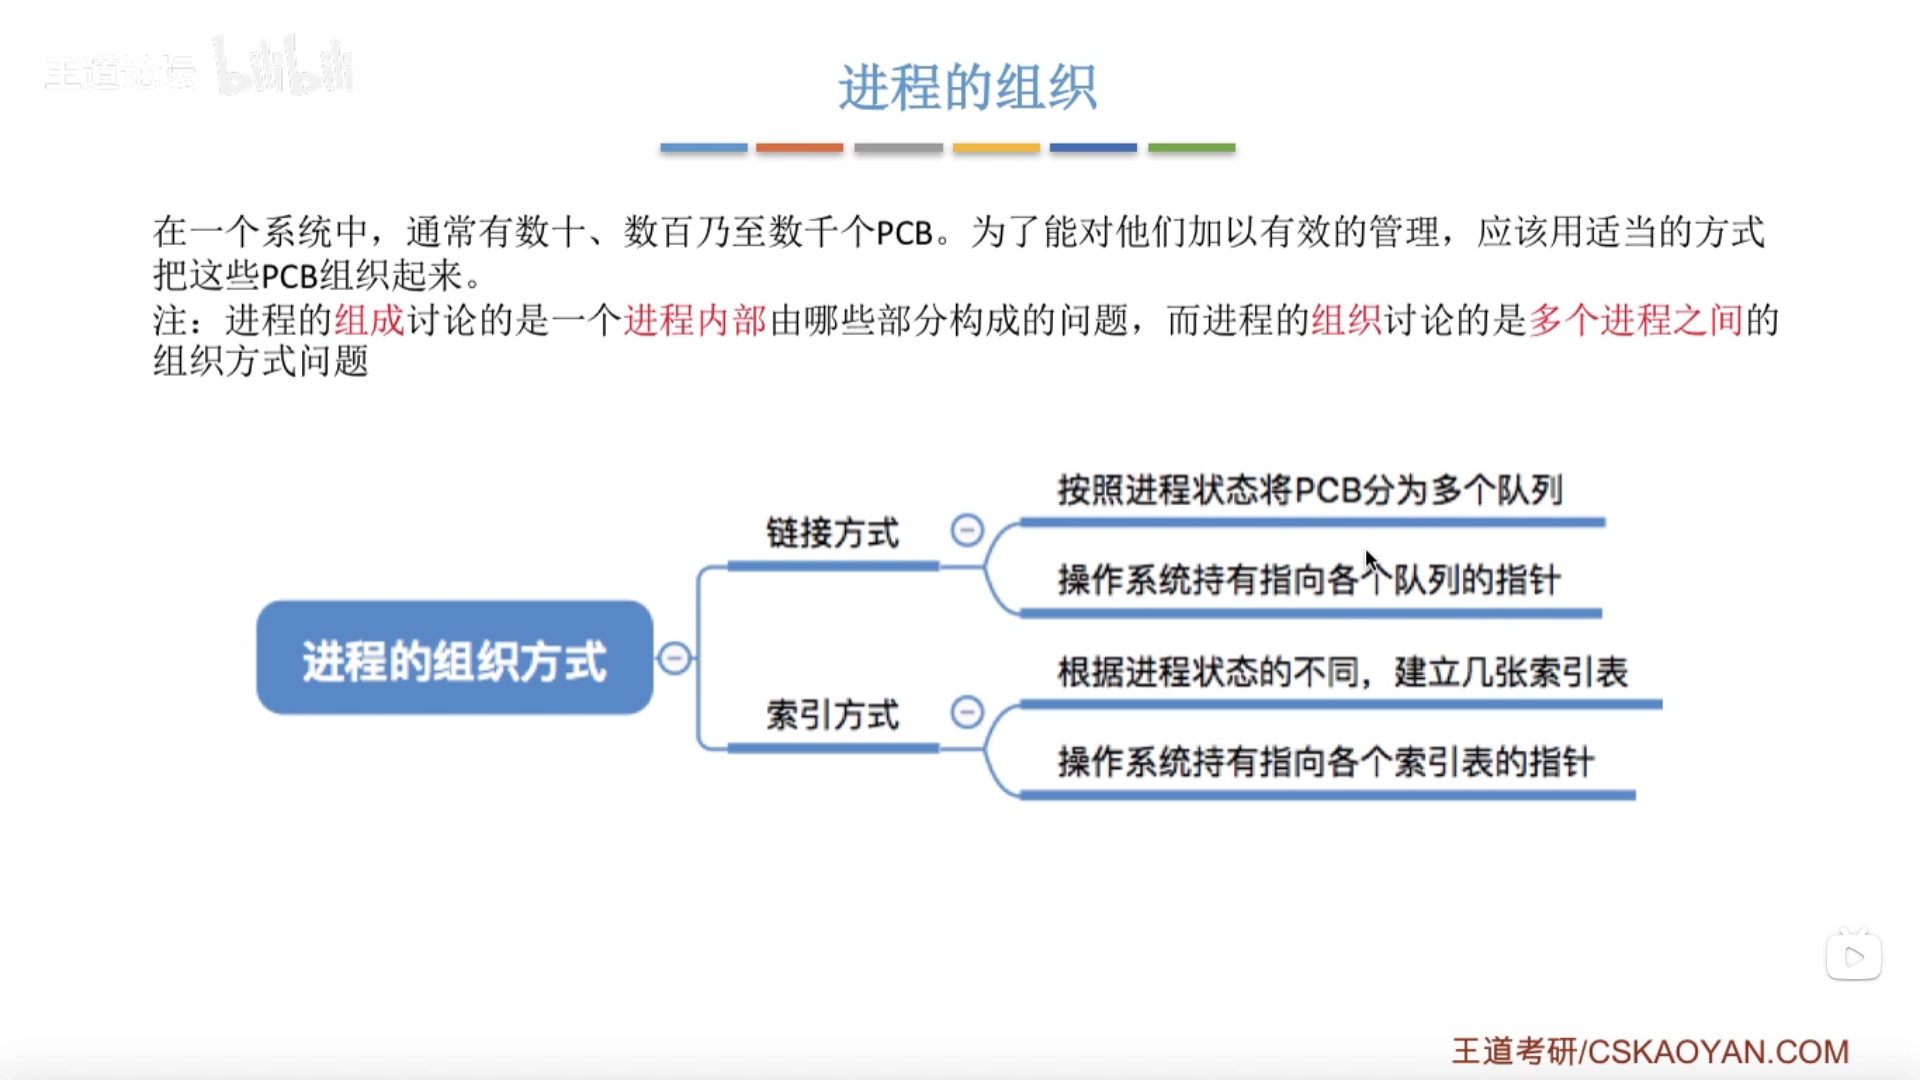 王道论坛 bilibili
进程的组织
在一个系统中，通常有数十、数百乃至数千个PCB。为了能对他们加以有效的管理，应该用适当的方式
把这些PCB组织起来。
注：进程的组成讨论的是一个进程内部由哪些部分构成的问题，而进程的组织讨论的是多个进程之间的
组织方式问题
进程的组织方式
链接方式
按照进程状态将PCB分为多个队列
操作系统持有指向各个队列的指针
索引方式
根据进程状态的不同，建立几张索引表
操作系统持有指向各个索引表的指针
王道考研/CSKAOYAN.COM